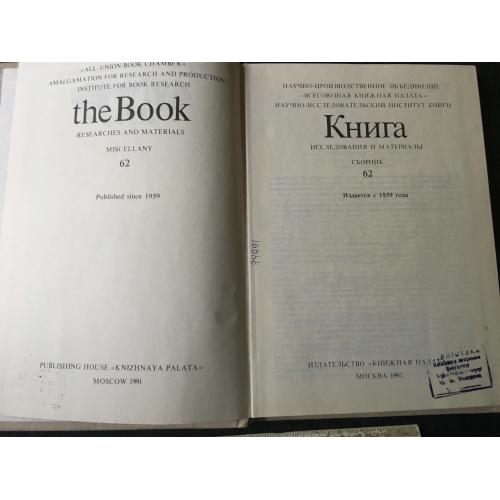 «ALL-UNION BOOK CHAMBER»
AMALGAMATION FOR RESEARCH AND PRODUCTION
INSTITUTE FOR BOOK RESEARCH
the Book
RESEARCHES AND MATERIALS
MISCELLANY
62
Published since 1959
PUBLISHING HOUSE «KNIZHNAYA PALATA»
MOSCOW 1991
НАУЧНО-ПРОИЗВОДСТВЕННОЕ ОБЪЕДИНЕНИЕ
«ВСЕСОЮЗНАЯ КНИЖНАЯ ПАЛАТА»
НАУЧНО-ИССЛЕДОВАТЕЛЬСКИЙ ИНСТИТУТ КНИГИ
Книга
ИССЛЕДОВАНИЯ И МАТЕРИАЛЫ
СБОРНИК
62
Издается с 1959 года
ИЗДАТЕЛЬСТВО «КНИЖНАЯ ПАЛА
МОСКВА 1991